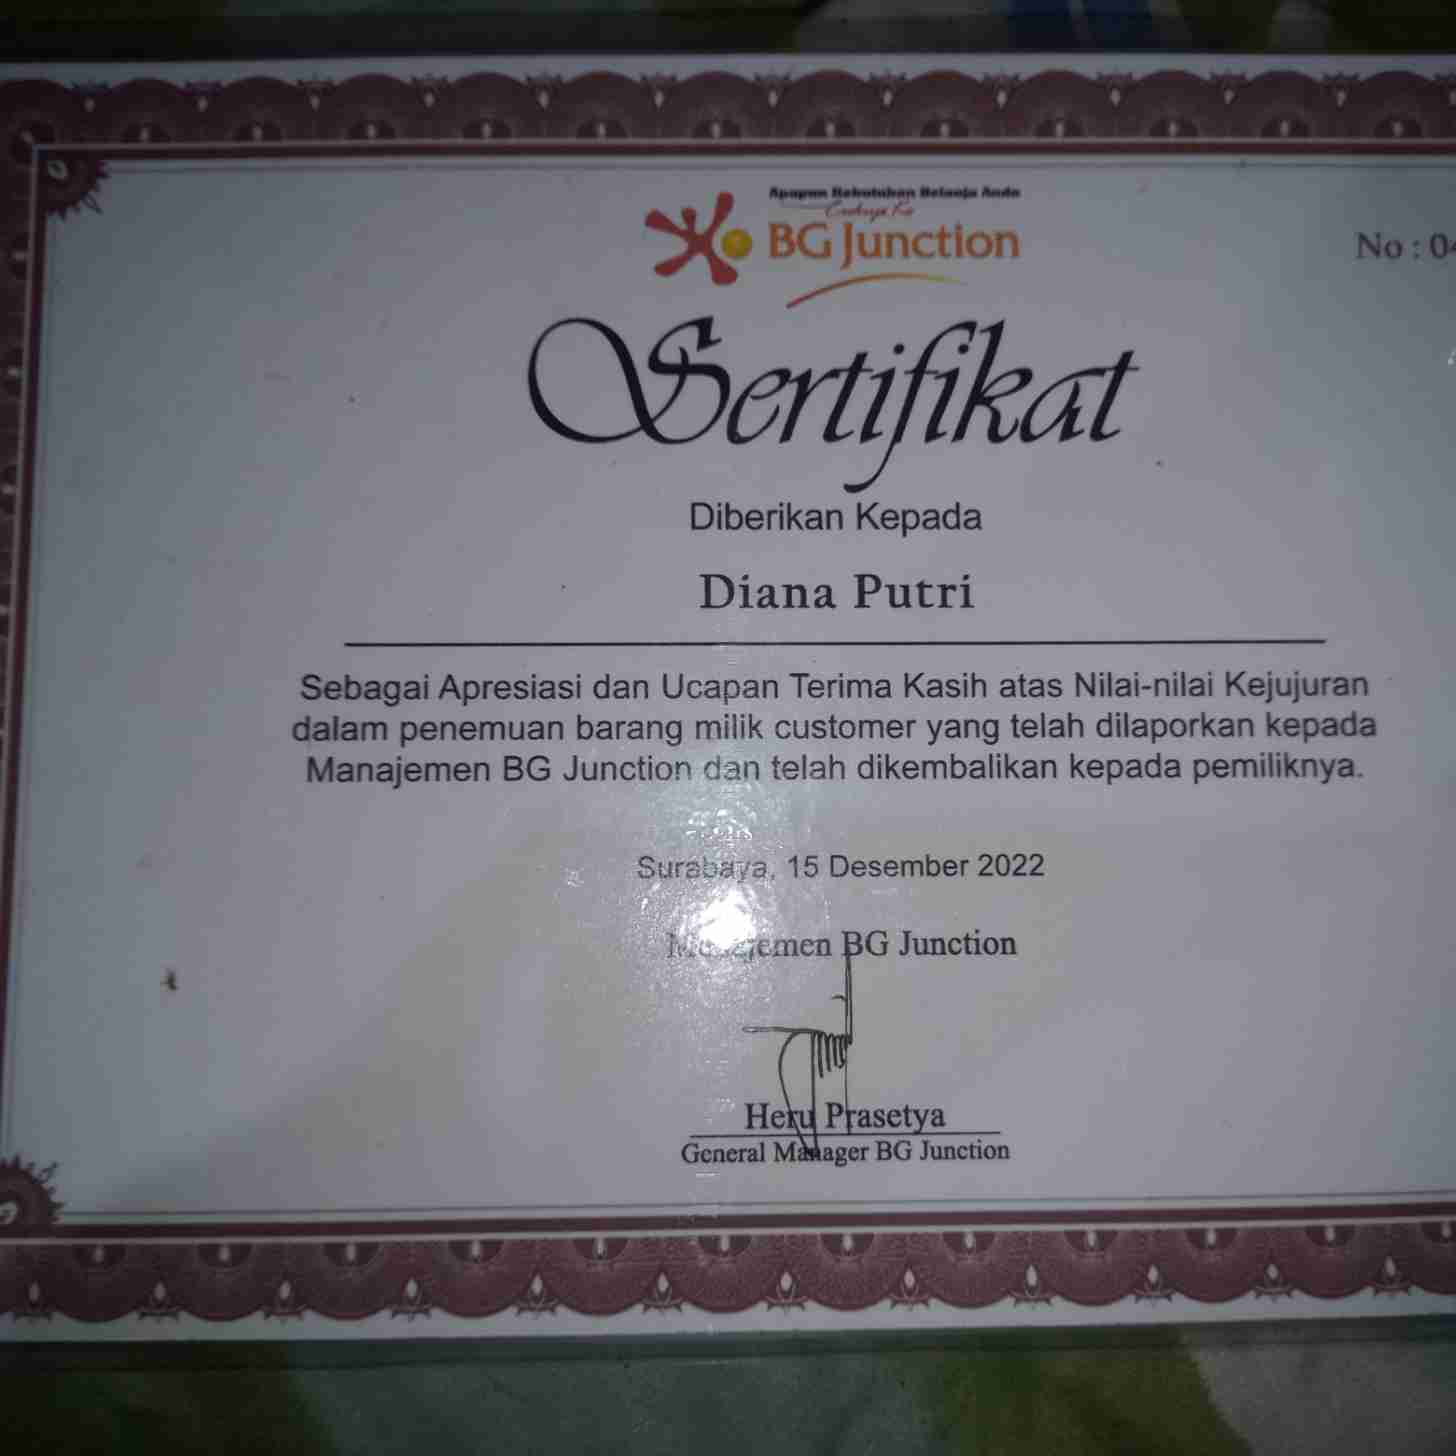 Apapun Kebutuhan Belanja Anda
BG Junction
No : 04
Sertifikat
Diberikan Kepada
Diana Putri
Sebagai Apresiasi dan Ucapan Terima Kasih atas Nilai-nilai Kejujuran
dalam penemuan barang milik customer yang telah dilaporkan kepada
Manajemen BG Junction dan telah dikembalikan kepada pemiliknya.
Surabaya, 15 Desember 2022
Manajemen BG Junction
Heru Prasetya
General Manager BG Junction